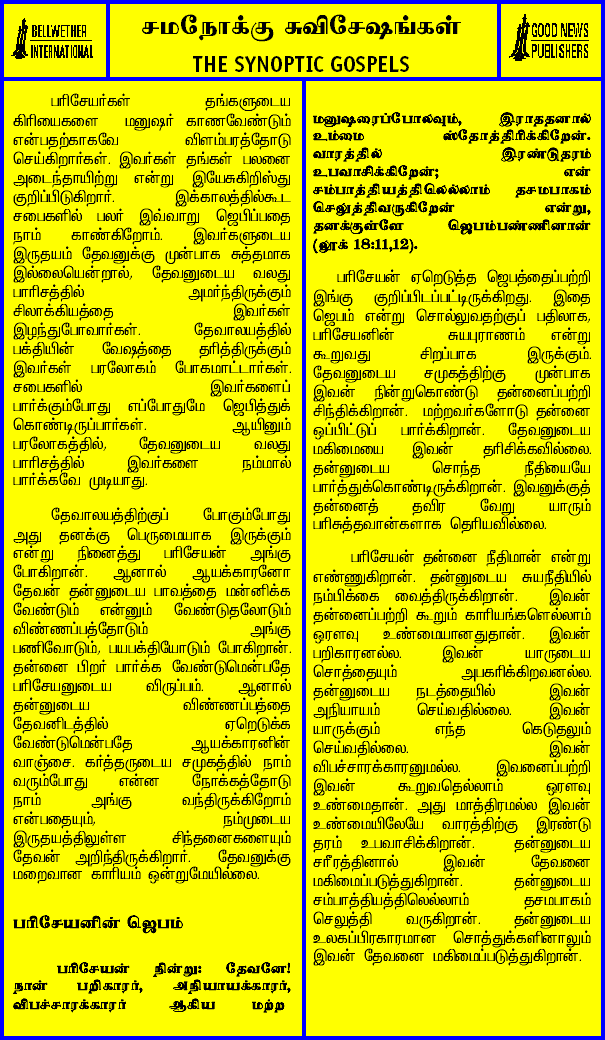 BELLWETHER
INTERNATIONAL
சமநோக்கு சுவிசேஷங்கள்
THE SYNOPTIC GOSPELS
GOOD NEWS
PUBLISHERS
பரிசேயர்கள் தங்களுடைய
கிரியைகளை மனுஷர் காணவேண்டும்
என்பதற்காகவே விளம்பரத்தோடு
செய்கிறார்கள். இவர்கள் தங்கள் பலனை
அடைந்தாயிற்று என்று இயேசுகிறிஸ்து
குறிப்பிடுகிறார். இக்காலத்தில்கூட
சபைகளில் பலர் இவ்வாறு ஜெபிப்பதை
நாம் காண்கிறோம். இவர்களுடைய
இருதயம் தேவனுக்கு முன்பாக சுத்தமாக
இல்லையென்றால், தேவனுடைய வலது
பாரிசத்தில் அமர்ந்திருக்கும்
சிலாக்கியத்தை இவர்கள்
இழந்துபோவார்கள். தேவாலயத்தில்
பக்தியின் வேஷத்தை தரித்திருக்கும்
இவர்கள் பரலோகம் போகமாட்டார்கள்.
சபைகளில் இவர்களைப்
பார்க்கும்போது எப்போதுமே ஜெபித்துக்
கொண்டிருப்பார்கள். ஆயினும்
பரலோகத்தில், தேவனுடைய வலது
பாரிசத்தில் இவர்களை நம்மால்
பார்க்கவே முடியாது.
தேவாலயத்திற்குப் போகும்போது
அது தனக்கு பெருமையாக இருக்கும்
என்று நினைத்து பரிசேயன் அங்கு
போகிறான். ஆனால் ஆயக்காரனோ
தேவன் தன்னுடைய பாவத்தை மன்னிக்க
வேண்டும் என்னும் வேண்டுதலோடும்
விண்ணப்பத்தோடும் அங்கு
பணிவோடும், பயபக்தியோடும் போகிறான்.
தன்னை பிறர் பார்க்க வேண்டுமென்பதே
பரிசேயனுடைய விருப்பம். ஆனால்
தன்னுடைய விண்ணப்பத்தை
தேவனிடத்தில் ஏறெடுக்க
வேண்டுமென்பதே ஆயக்காரனின்
வாஞ்சை. கர்த்தருடைய சமுகத்தில் நாம்
வரும்போது என்ன நோக்கத்தோடு
நாம் அங்கு வந்திருக்கிறோம்
என்பதையும், நம்முடைய
இருதயத்திலுள்ள சிந்தனைகளையும்
தேவன் அறிந்திருக்கிறார். தேவனுக்கு
மறைவான காரியம் ஒன்றுமேயில்லை.
பரிசேயனின் ஜெபம்
பரிசேயன் நின்று: தேவனே!
நான் பறிகாரர், அநியாயக்காரர்,
விபச்சாரக்காரர் ஆகிய மற்ற
மனுஷரைப்போலவும், இராததனால்
உம்மை ஸ்தோத்திரிக்கிறேன்.
வாரத்தில் இரண்டுதரம்
உபவாசிக்கிறேன்; என்
சம்பாத்தியத்திலெல்லாம் தசமபாகம்
செலுத்திவருகிறேன் என்று,
தனக்குள்ளே ஜெபம்பண்ணினான்
(லூக் 18:11,12).
பரிசேயன் ஏறெடுத்த ஜெபத்தைப்பற்றி
இங்கு குறிப்பிடப்பட்டிருக்கிறது. இதை
ஜெபம் என்று சொல்லுவதற்குப் பதிலாக,
பரிசேயனின் சுயபுராணம் என்று
கூறுவது சிறப்பாக இருக்கும்.
தேவனுடைய சமுகத்திற்கு முன்பாக
இவன் நின்றுகொண்டு தன்னைப்பற்றி
சிந்திக்கிறான். மற்றவர்களோடு தன்னை
ஒப்பிட்டுப் பார்க்கிறான். தேவனுடைய
மகிமையை இவன் தரிசிக்கவில்லை.
தன்னுடைய சொந்த நீதியையே
பார்த்துக்கொண்டிருக்கிறான். இவனுக்குத்
தன்னைத் தவிர வேறு யாரும்
பரிசுத்தவான்களாக தெரியவில்லை.
பரிசேயன் தன்னை நீதிமான் என்று
எண்ணுகிறான். தன்னுடைய சுயநீதியில்
நம்பிக்கை வைத்திருக்கிறான். இவன்
தன்னைப்பற்றி கூறும் காரியங்களெல்லாம்
ஓரளவு உண்மையானதுதான். இவன்
பறிகாரனல்ல. இவன் யாருடைய
சொத்தையும் அபகரிக்கிறவனல்ல.
தன்னுடைய நடத்தையில் இவன்
அநியாயம் செய்வதில்லை. இவன்
யாருக்கும் எந்த கெடுதலும்
செய்வதில்லை. இவன்
விபச்சாரக்காரனுமல்ல. இவனைப்பற்றி
இவன் கூறுவதெல்லாம் ஓரளவு
உண்மைதான். அது மாத்திரமல்ல இவன்
உண்மையிலேயே வாரத்திற்கு இரண்டு
தரம் உபவாசிக்கிறான். தன்னுடைய
சரீரத்தினால் இவன் தேவனை
மகிமைப்படுத்துகிறான். தன்னுடைய
சம்பாத்தியத்திலெல்லாம் தசமபாகம்
செலுத்தி வருகிறான். தன்னுடைய
உலகப்பிரகாரமான சொத்துக்களினாலும்
இவன் தேவனை மகிமைப்படுத்துகிறான்.